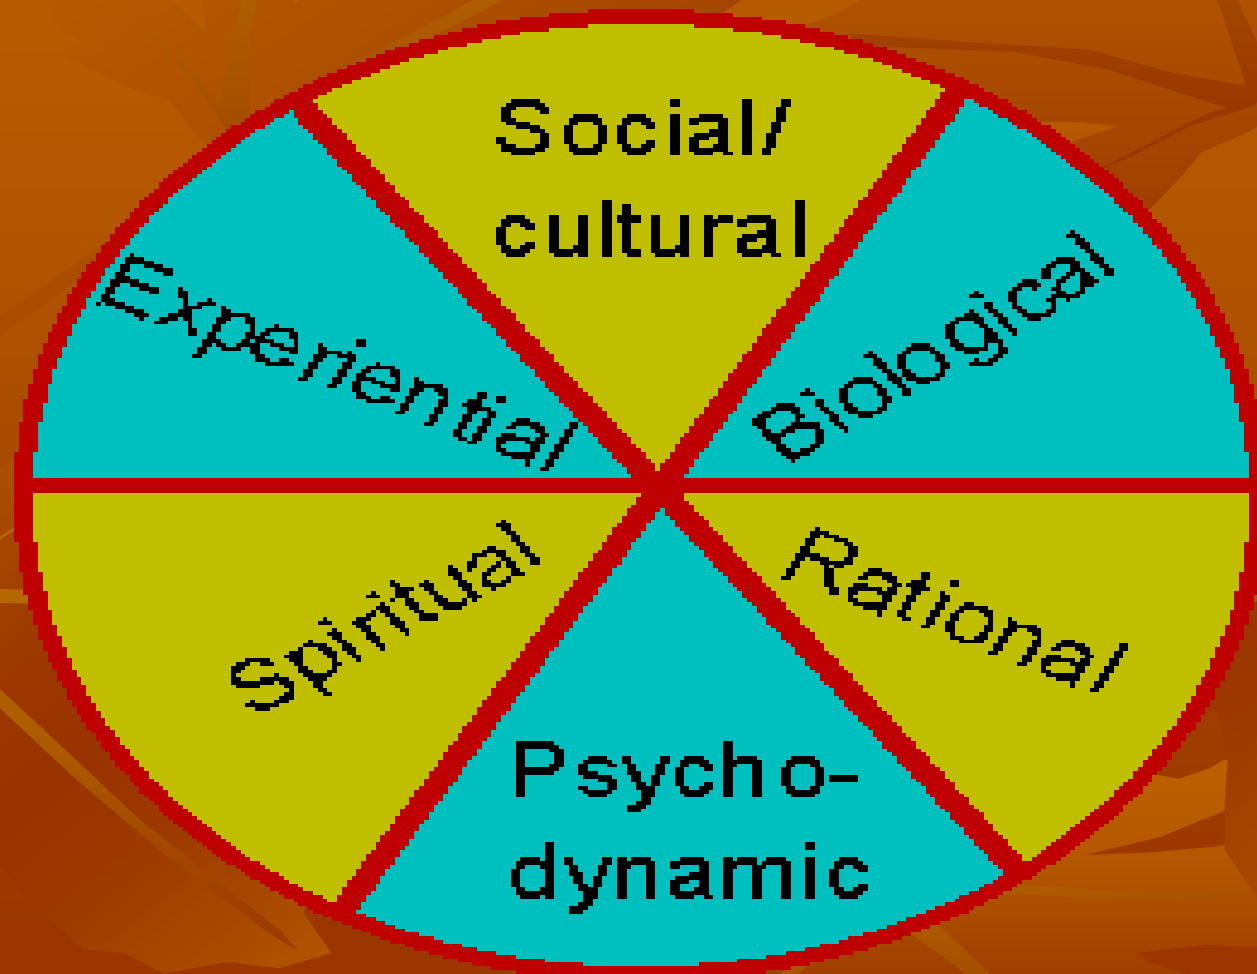 Social/
cultural
Experiential
Biological
Spiritual
Rational
Psycho-
dynamic